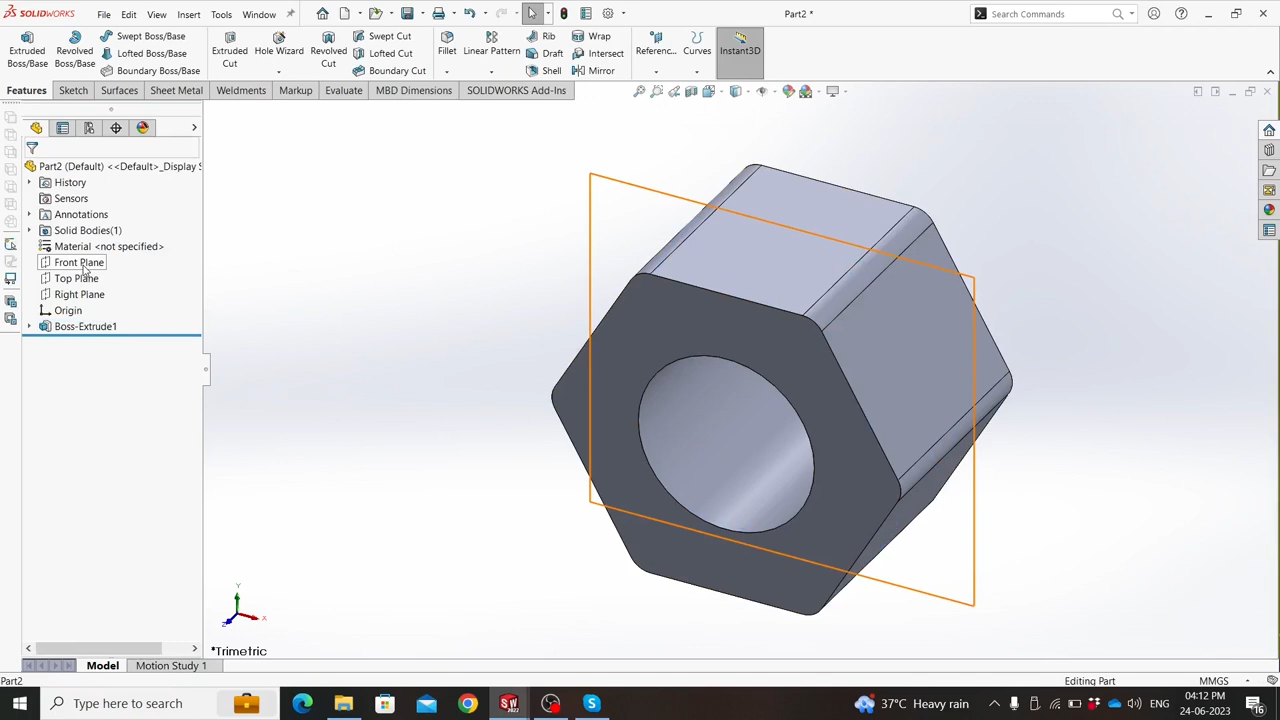 SOLIDWORKS File Edit View Insert Tools Window Part2 * Search Commands
Extruded Boss/Base
Revolved Boss/Base
Swept Boss/Base
Lofted Boss/Base
Boundary Boss/Base
Extruded Cut
Hole Wizard
Revolved Cut
Swept Cut
Lofted Cut
Boundary Cut
Fillet
Linear Pattern
Rib
Draft
Shell
Wrap
Intersect
Mirror
Referenc...
Curves
Instant3D
Features Sketch Surfaces Sheet Metal Weldments Markup Evaluate MBD Dimensions SOLIDWORKS Add-Ins
Part2 (Default) <<Default>_Display S
History
Sensors
Annotations
Solid Bodies(1)
Material <not specified>
Front Plane
Top Plane
Right Plane
Origin
Boss-Extrude1
Y
X
Z
*Trimetric
Model Motion Study 1
Part2 Editing Part MMGS
Type here to search
37°C Heavy rain
ENG
04:12 PM
24-06-2023
16